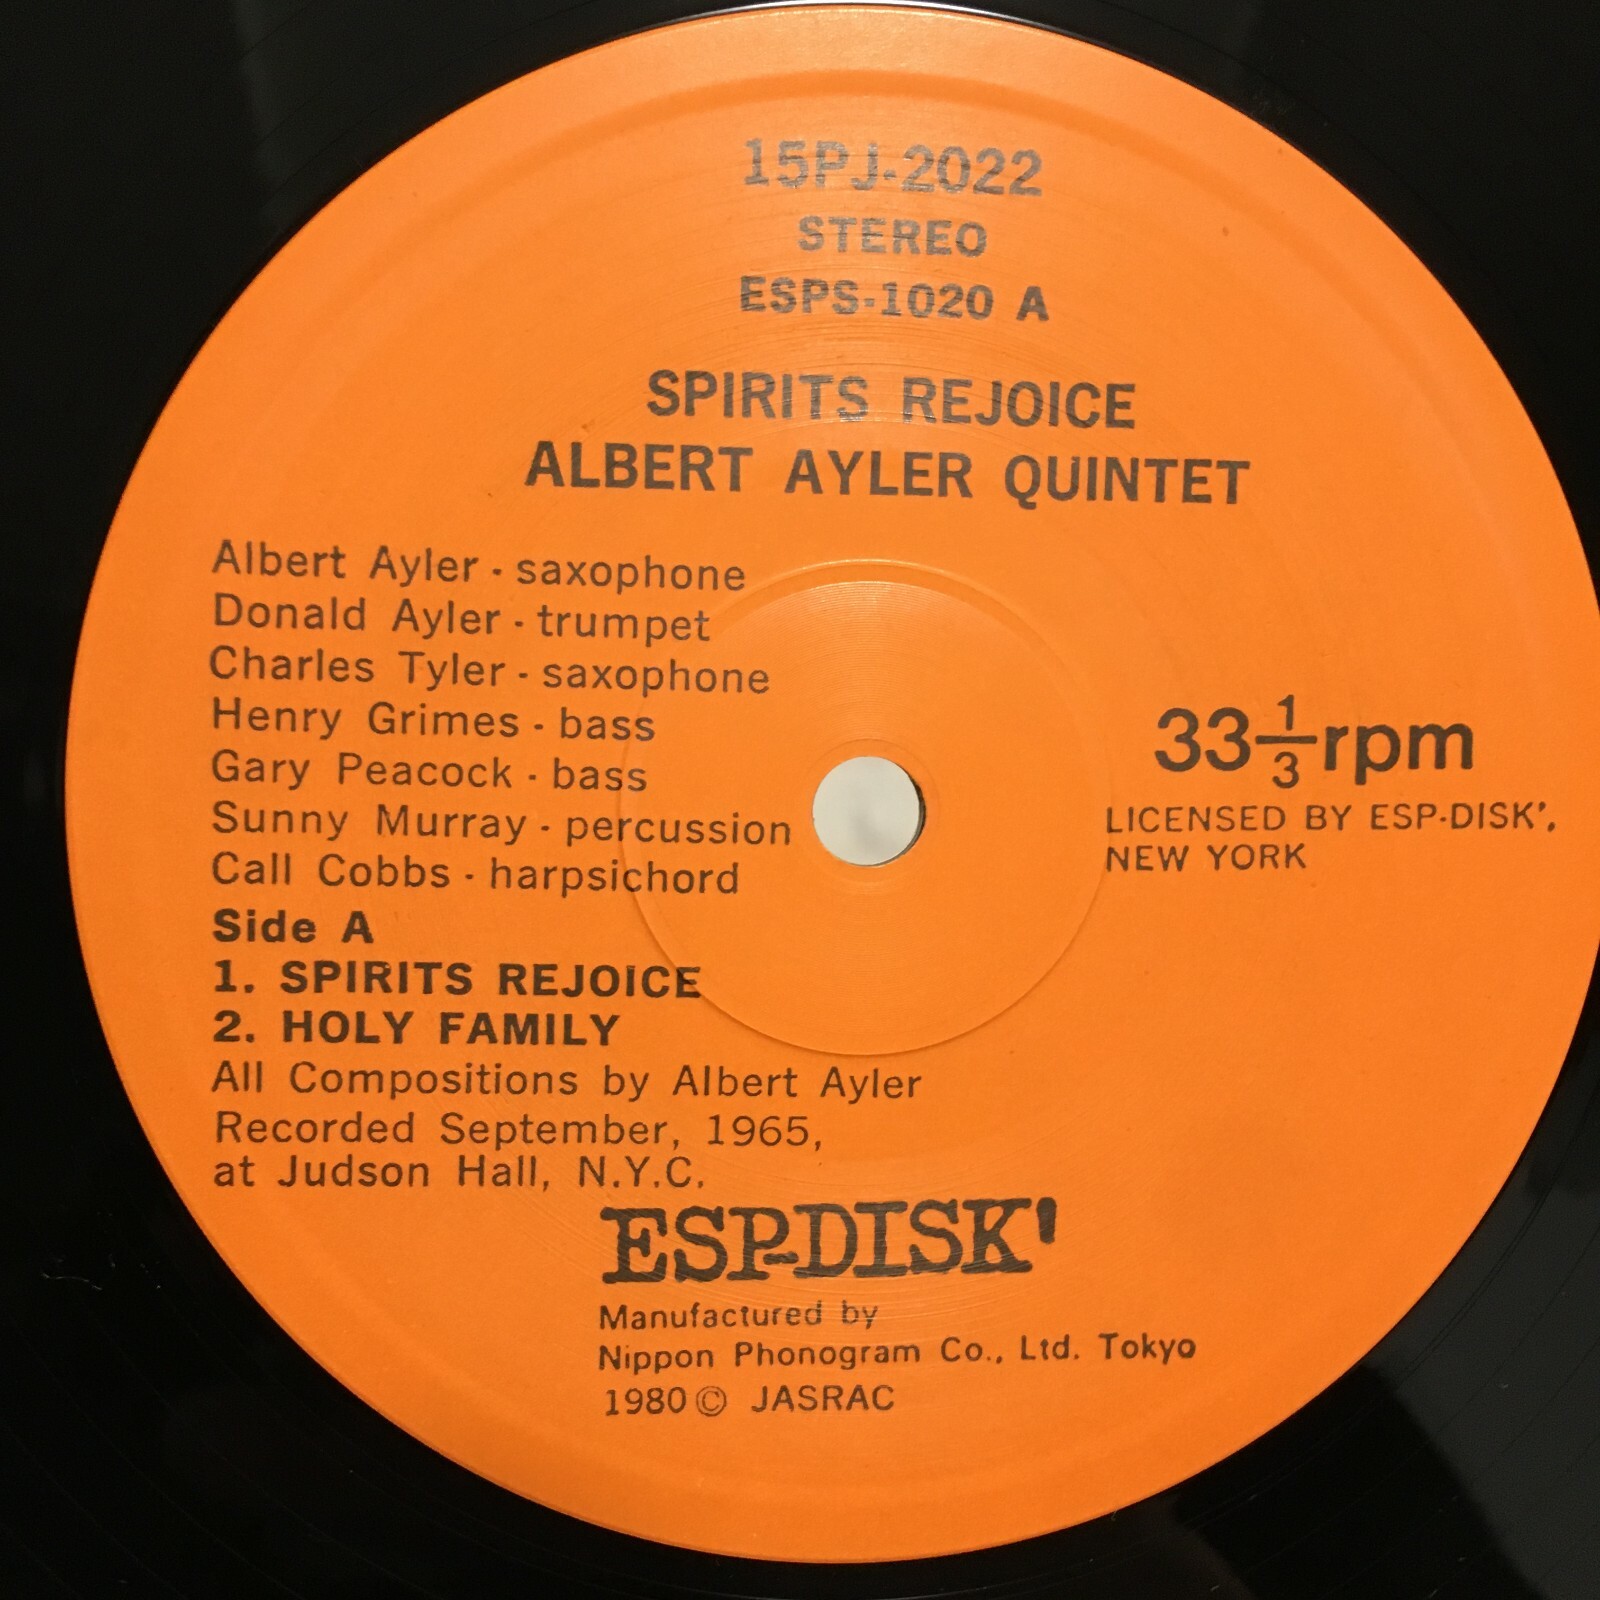 15PJ-2022
STEREO
ESPS-1020 A
SPIRITS REJOICE
ALBERT AYLER QUINTET
Albert Ayler - saxophone
Donald Ayler - trumpet
Charles Tyler - saxophone
Henry Grimes - bass
Gary Peacock - bass
Sunny Murray - percussion
Call Cobbs - harpsichord
33 1/3 rpm
LICENSED BY ESP-DISK',
NEW YORK
Side A
1. SPIRITS REJOICE
2. HOLY FAMILY
All Compositions by Albert Ayler
Recorded September, 1965,
at Judson Hall, N.Y.C.
ESP-DISK'
Manufactured by
Nippon Phonogram Co., Ltd. Tokyo
1980 © JASRAC